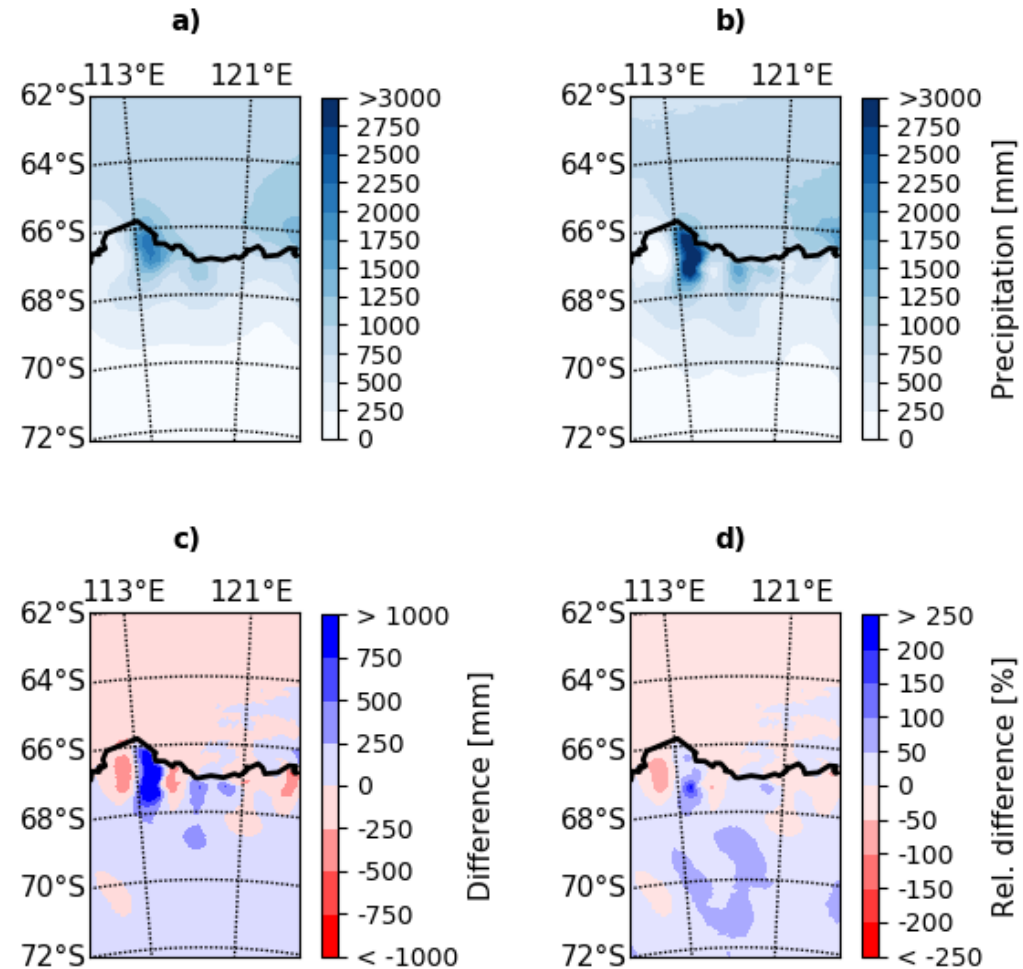 a)
113°E 121°E
62°S
64°S
66°S
68°S
70°S
72°S
>3000
2750
2500
2250
2000
1750
1500
1250
1000
750
500
250
0
b)
113°E 121°E
62°S
64°S
66°S
68°S
70°S
72°S
>3000
2750
2500
2250
2000
1750
1500
1250
1000
750
500
250
0
Precipitation [mm]
c)
113°E 121°E
62°S
64°S
66°S
68°S
70°S
72°S
> 1000
750
500
250
0
-250
-500
-750
< -1000
Difference [mm]
d)
113°E 121°E
62°S
64°S
66°S
68°S
70°S
72°S
> 250
200
150
100
50
0
-50
-100
-150
-200
< -250
Rel. difference [%]